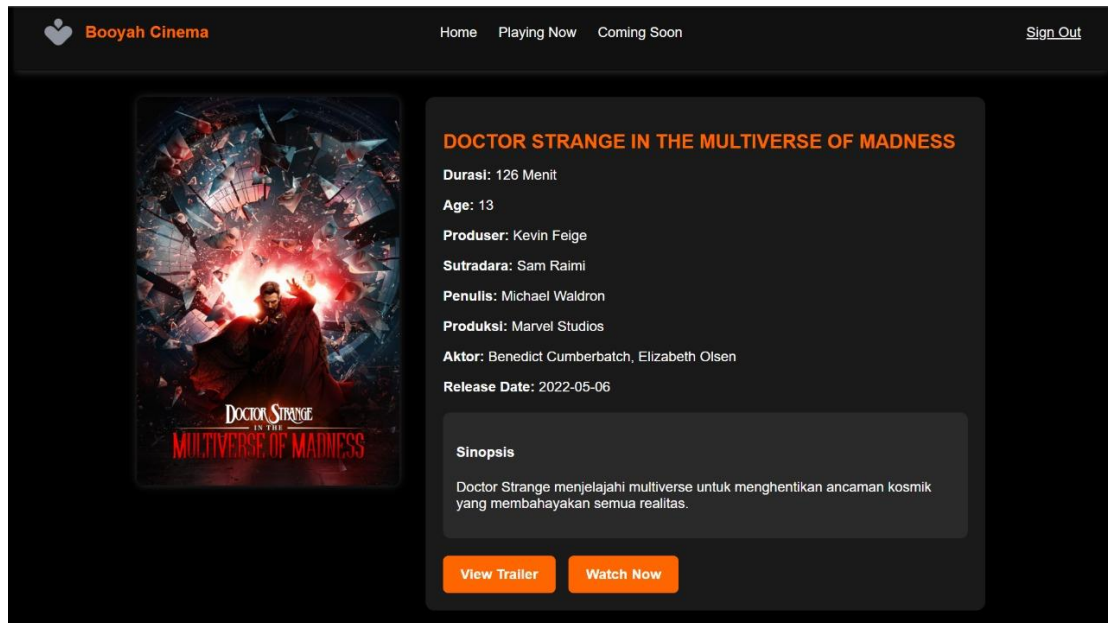 Booyah Cinema
Home Playing Now Coming Soon
Sign Out
DOCTOR STRANGE
IN THE
MULTIVERSE OF MADNESS
DOCTOR STRANGE IN THE MULTIVERSE OF MADNESS
Durasi: 126 Menit
Age: 13
Produser: Kevin Feige
Sutradara: Sam Raimi
Penulis: Michael Waldron
Produksi: Marvel Studios
Aktor: Benedict Cumberbatch, Elizabeth Olsen
Release Date: 2022-05-06
Sinopsis
Doctor Strange menjelajahi multiverse untuk menghentikan ancaman kosmik
yang membahayakan semua realitas.
View Trailer Watch Now